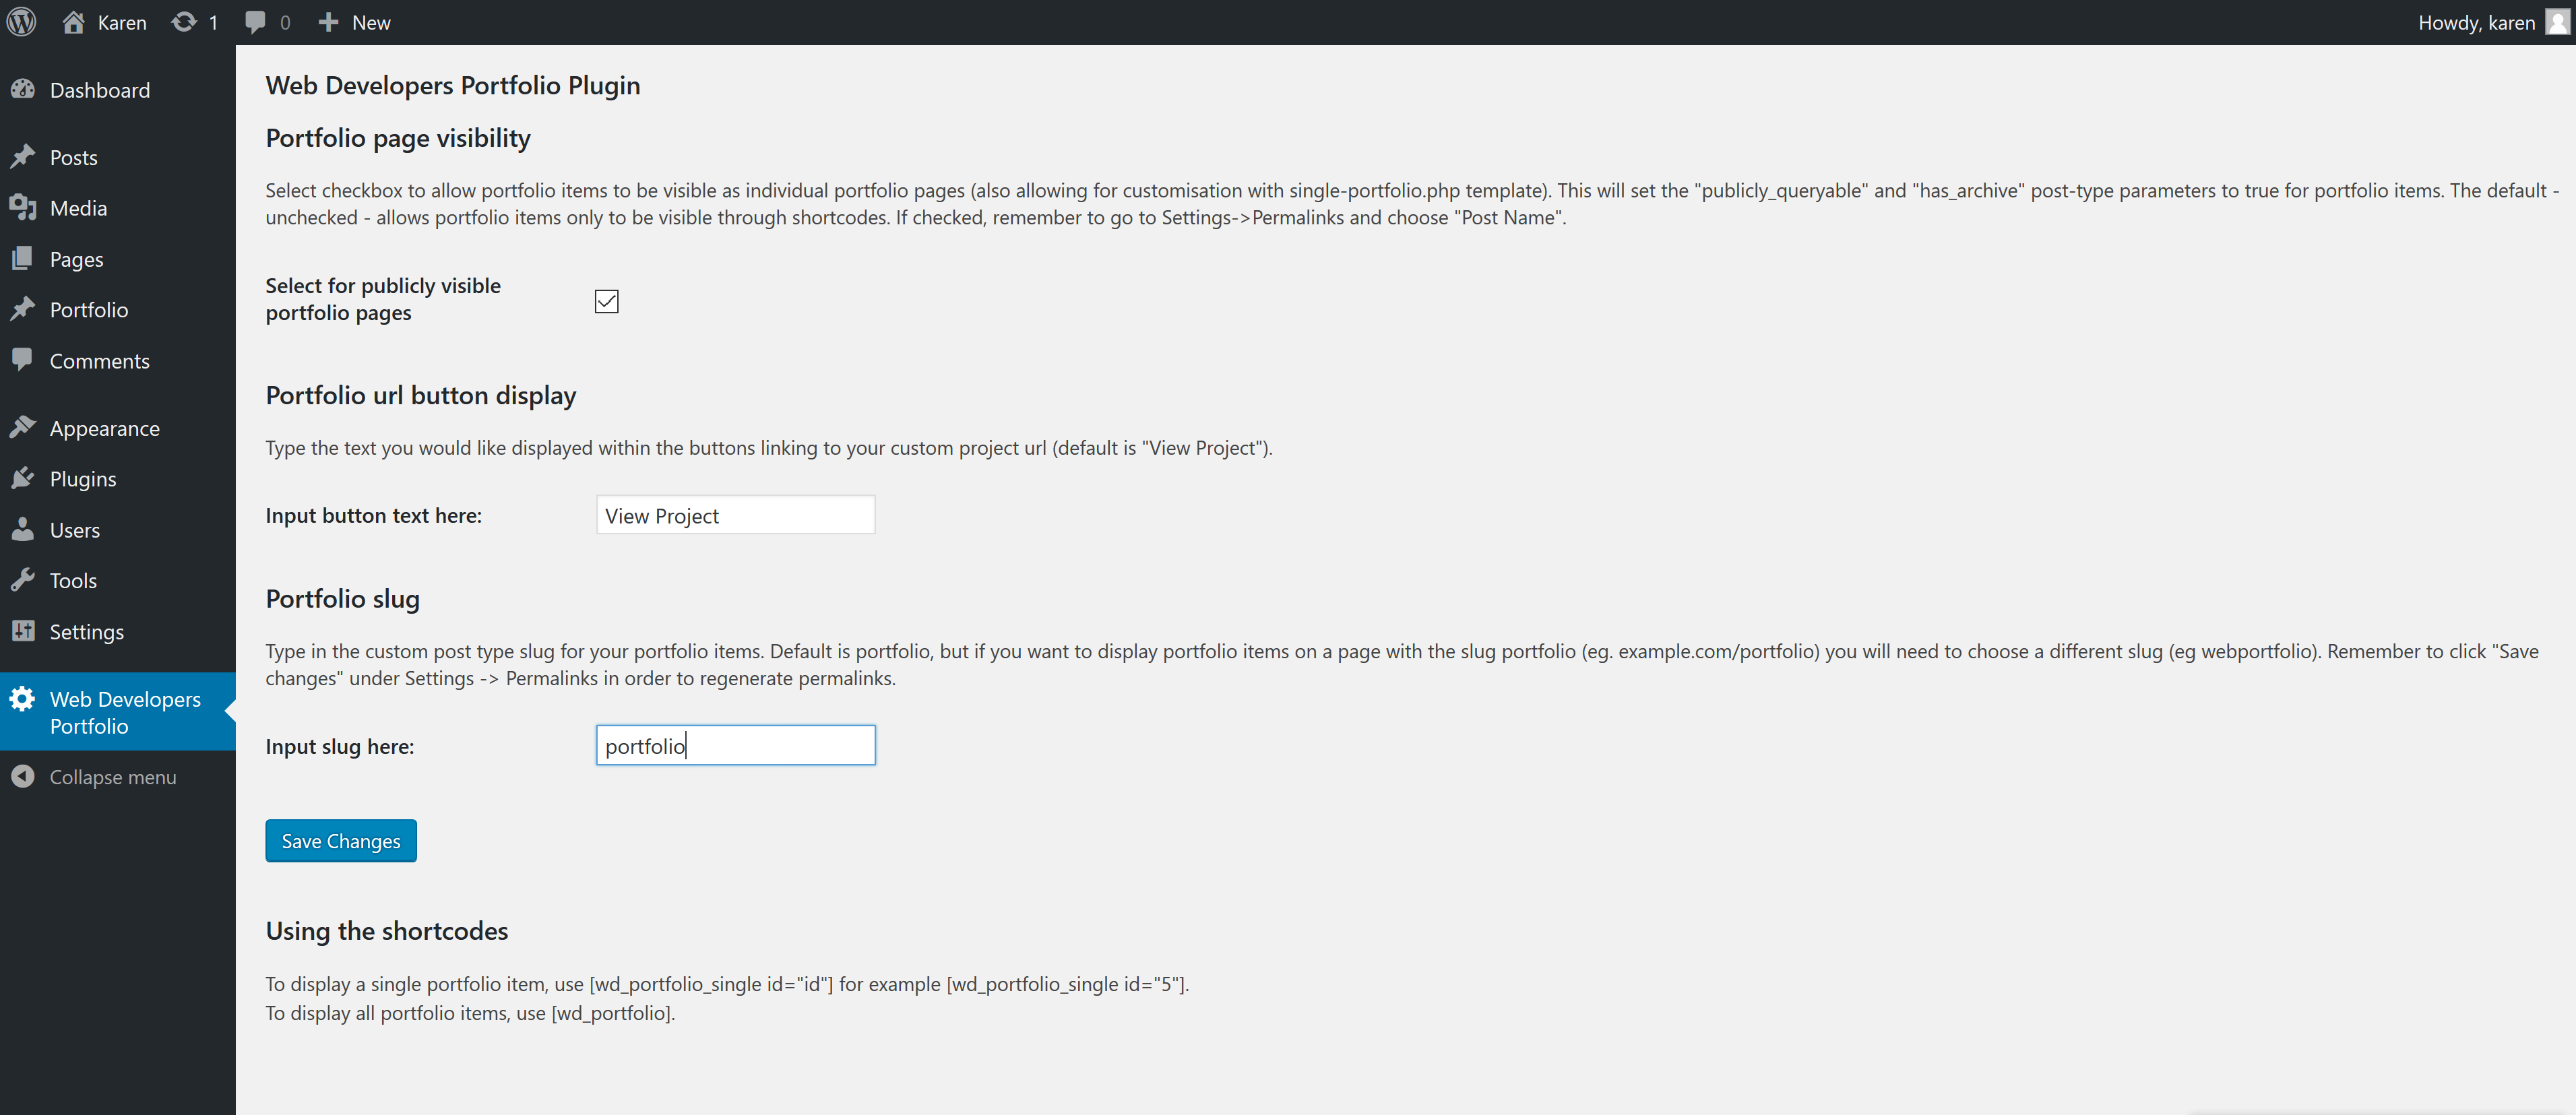 Karen 1 0 New Howdy, karen
Dashboard
Posts
Media
Pages
Portfolio
Comments
Appearance
Plugins
Users
Tools
Settings
Web Developers
Portfolio
Collapse menu
Web Developers Portfolio Plugin
Portfolio page visibility
Select checkbox to allow portfolio items to be visible as individual portfolio pages (also allowing for customisation with single-portfolio.php template). This will set the "publicly_queryable" and "has_archive" post-type parameters to true for portfolio items. The default -
unchecked - allows portfolio items only to be visible through shortcodes. If checked, remember to go to Settings->Permalinks and choose "Post Name".
Select for publicly visible
portfolio pages
Portfolio url button display
Type the text you would like displayed within the buttons linking to your custom project url (default is "View Project").
Input button text here: View Project
Portfolio slug
Type in the custom post type slug for your portfolio items. Default is portfolio, but if you want to display portfolio items on a page with the slug portfolio (eg. example.com/portfolio) you will need to choose a different slug (eg webportfolio). Remember to click "Save
changes" under Settings -> Permalinks in order to regenerate permalinks.
Input slug here: portfolio
Save Changes
Using the shortcodes
To display a single portfolio item, use [wd_portfolio_single id="id"] for example [wd_portfolio_single id="5"].
To display all portfolio items, use [wd_portfolio].